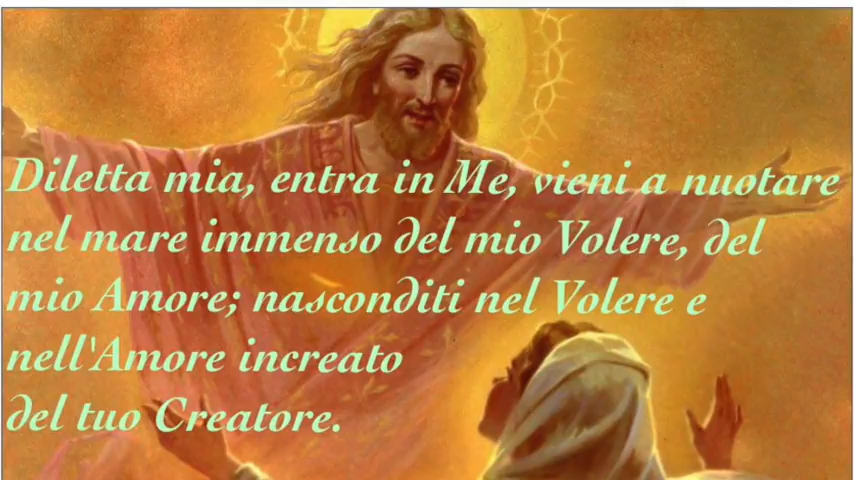 Diletta mia, entra in Me, vieni a nuotare
nel mare immenso del mio Volere, del
mio Amore; nasconditi nel Volere e
nell'Amore increato
del tuo Creatore.